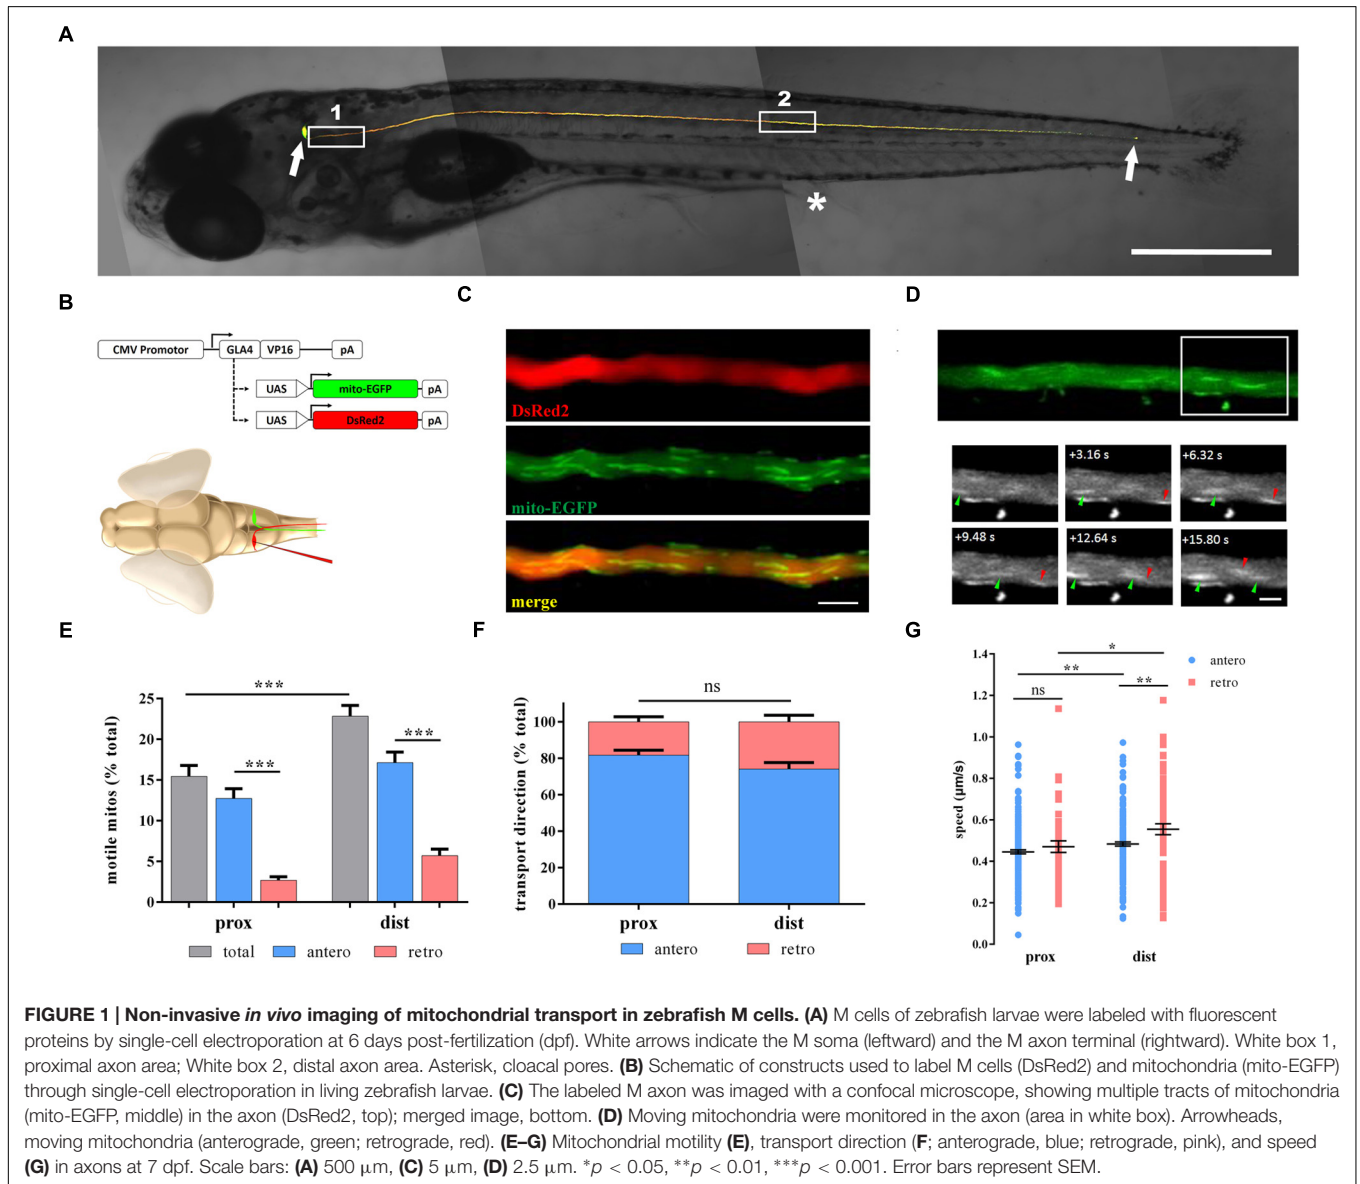 A
1
2
*
B
CMV Promotor
GLA4
VP16
pA
UAS
mito-EGFP
pA
UAS
DsRed2
pA
C
DsRed2
mito-EGFP
merge
D
+3.16 s
+6.32 s
+9.48 s
+12.64 s
+15.80 s
E
motile mitos (% total)
25
20
15
10
5
0
***
***
***
prox
dist
total
antero
retro
F
transport direction (% total)
100
80
60
40
20
0
ns
prox
dist
antero
retro
G
speed (μm/s)
1.4
1.2
1.0
0.8
0.6
0.4
0.2
0.0
*
**
ns
**
antero
retro
prox
dist
FIGURE 1 | Non-invasive in vivo imaging of mitochondrial transport in zebrafish M cells. (A) M cells of zebrafish larvae were labeled with fluorescent
proteins by single-cell electroporation at 6 days post-fertilization (dpf). White arrows indicate the M soma (leftward) and the M axon terminal (rightward). White box 1,
proximal axon area; White box 2, distal axon area. Asterisk, cloacal pores. (B) Schematic of constructs used to label M cells (DsRed2) and mitochondria (mito-EGFP)
through single-cell electroporation in living zebrafish larvae. (C) The labeled M axon was imaged with a confocal microscope, showing multiple tracts of mitochondria
(mito-EGFP, middle) in the axon (DsRed2, top); merged image, bottom. (D) Moving mitochondria were monitored in the axon (area in white box). Arrowheads,
moving mitochondria (anterograde, green; retrograde, red). (E–G) Mitochondrial motility (E), transport direction (F; anterograde, blue; retrograde, pink), and speed
(G) in axons at 7 dpf. Scale bars: (A) 500 μm, (C) 5 μm, (D) 2.5 μm. *p < 0.05, **p < 0.01, ***p < 0.001. Error bars represent SEM.